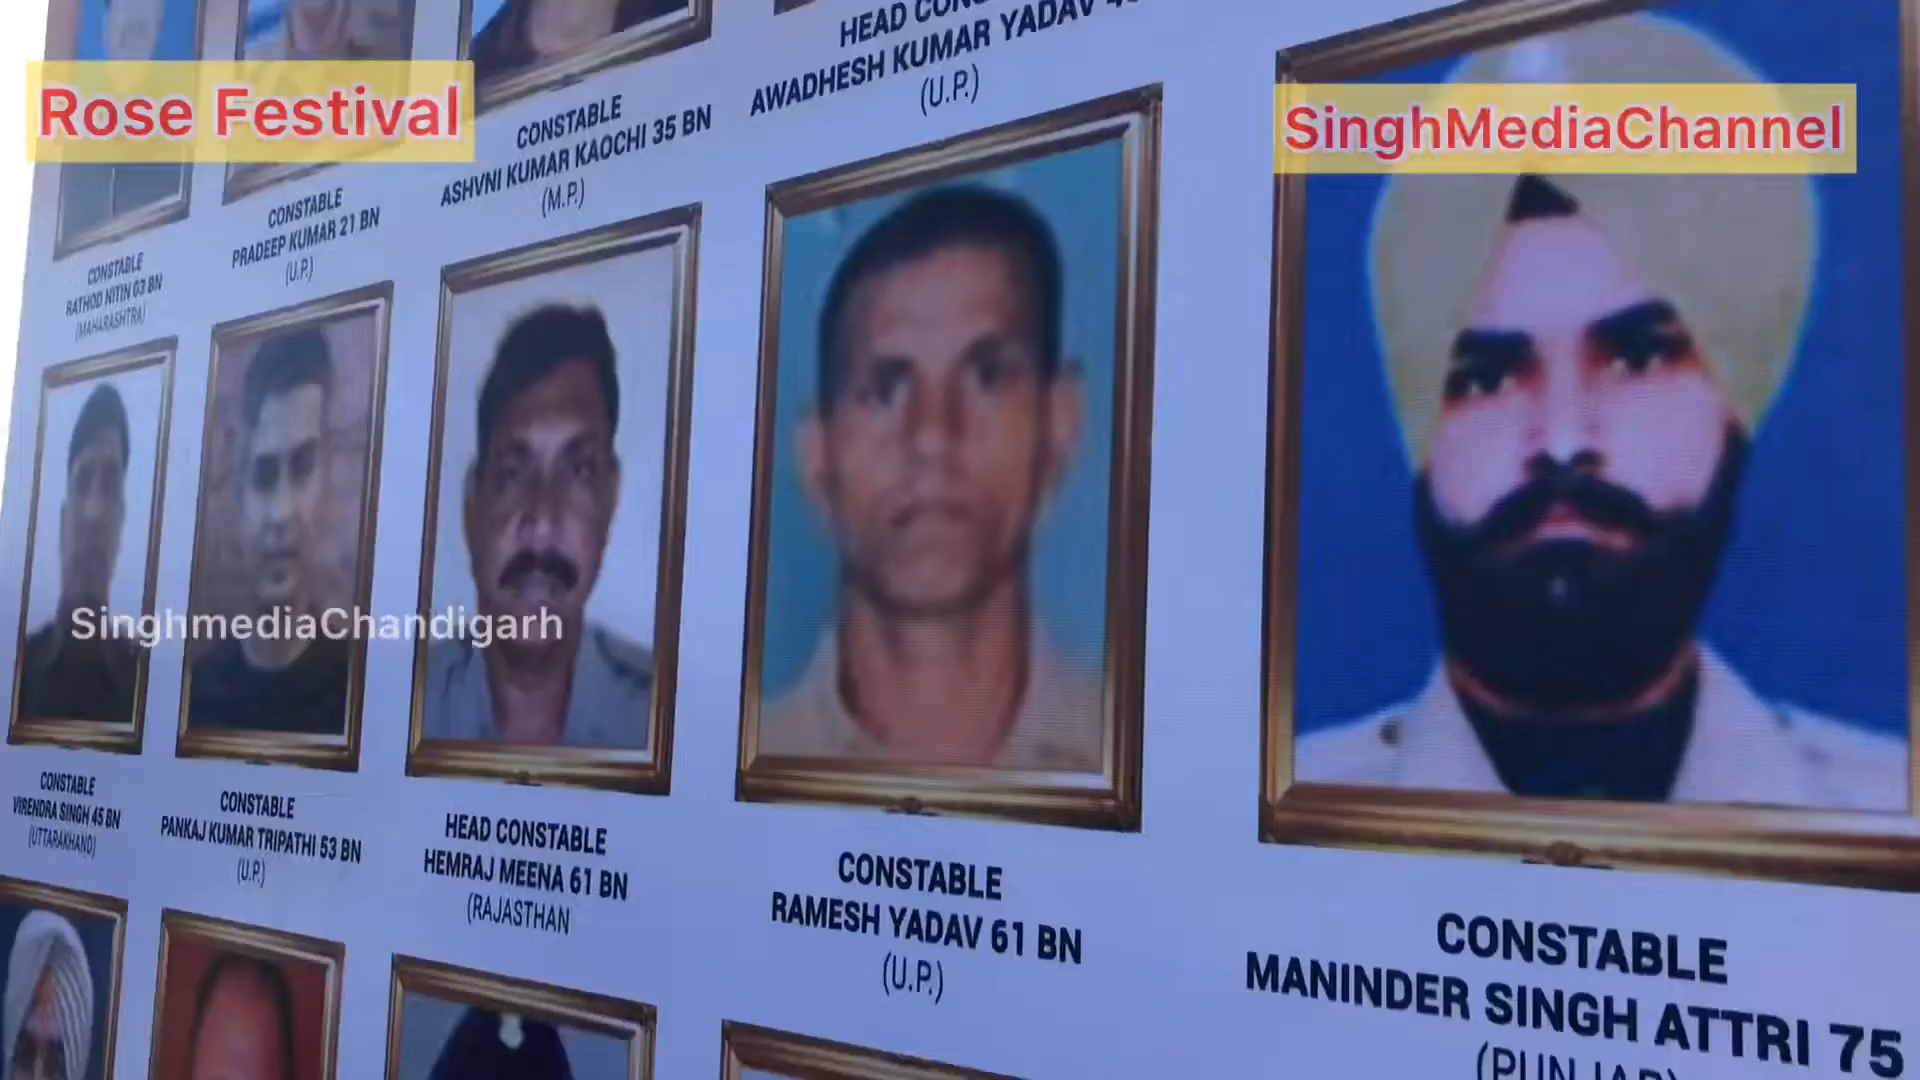 Rose Festival
SinghMediaChannel
HEAD
AWADHESH KUMAR YADAV
(U.P.)
CONSTABLE
ASHVNI KUMAR KAOCHI 35 BN
(M.P.)
CONSTABLE
PRADEEP KUMAR 21 BN
(U.P.)
CONSTABLE
RATHOD NITIN 03 BN
(MAHARASHTRA)
SinghmediaChandigarh
CONSTABLE
VIRENDRA SINGH 45 BN
(UTTARAKHAND)
CONSTABLE
PANKAJ KUMAR TRIPATHI 53 BN
(U.P.)
HEAD CONSTABLE
HEMRAJ MEENA 61 BN
(RAJASTHAN
CONSTABLE
RAMESH YADAV 61 BN
(U.P.)
CONSTABLE
MANINDER SINGH ATTRI 75
(PUNJAB)